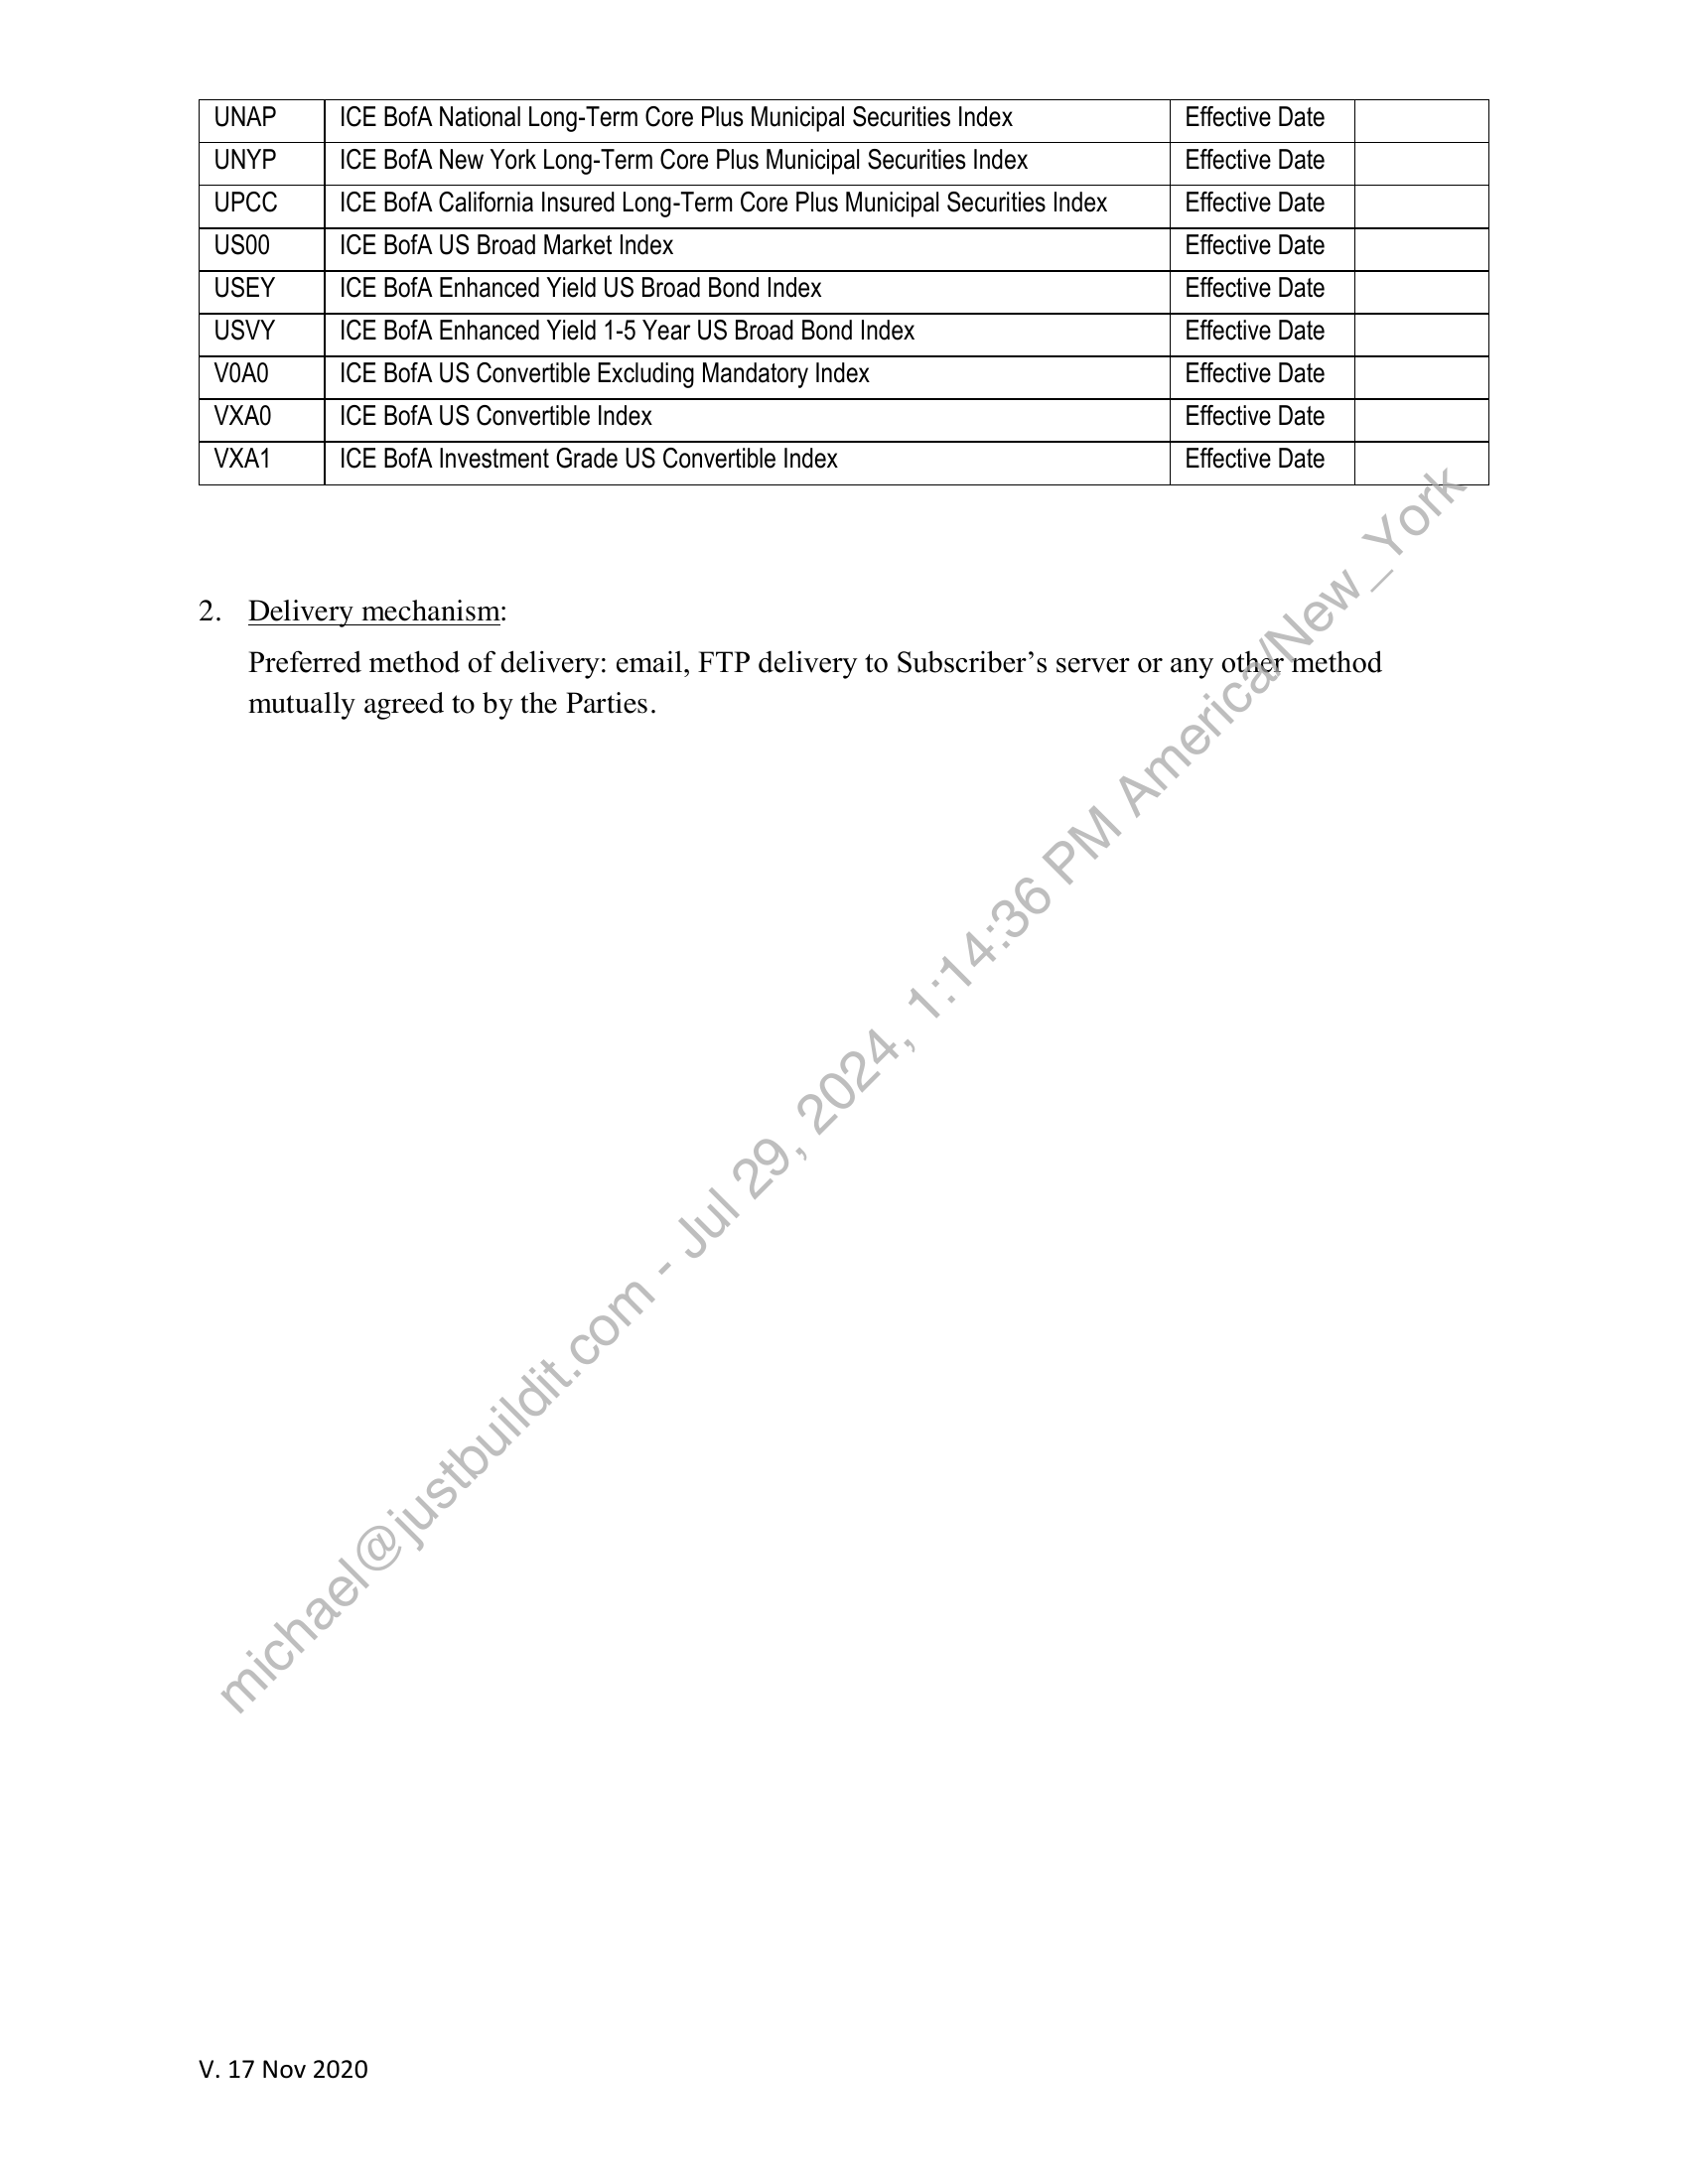 UNAP ICE BofA National Long-Term Core Plus Municipal Securities Index Effective Date
UNYP ICE BofA New York Long-Term Core Plus Municipal Securities Index Effective Date
UPCC ICE BofA California Insured Long-Term Core Plus Municipal Securities Index Effective Date
US00 ICE BofA US Broad Market Index Effective Date
USEY ICE BofA Enhanced Yield US Broad Bond Index Effective Date
USVY ICE BofA Enhanced Yield 1-5 Year US Broad Bond Index Effective Date
V0A0 ICE BofA US Convertible Excluding Mandatory Index Effective Date
VXA0 ICE BofA US Convertible Index Effective Date
VXA1 ICE BofA Investment Grade US Convertible Index Effective Date
2. Delivery mechanism:
Preferred method of delivery: email, FTP delivery to Subscriber’s server or any other method
mutually agreed to by the Parties.
michael@justbuildit.com - Jul 29, 2024, 1:14:36 PM America/New_York
V. 17 Nov 2020